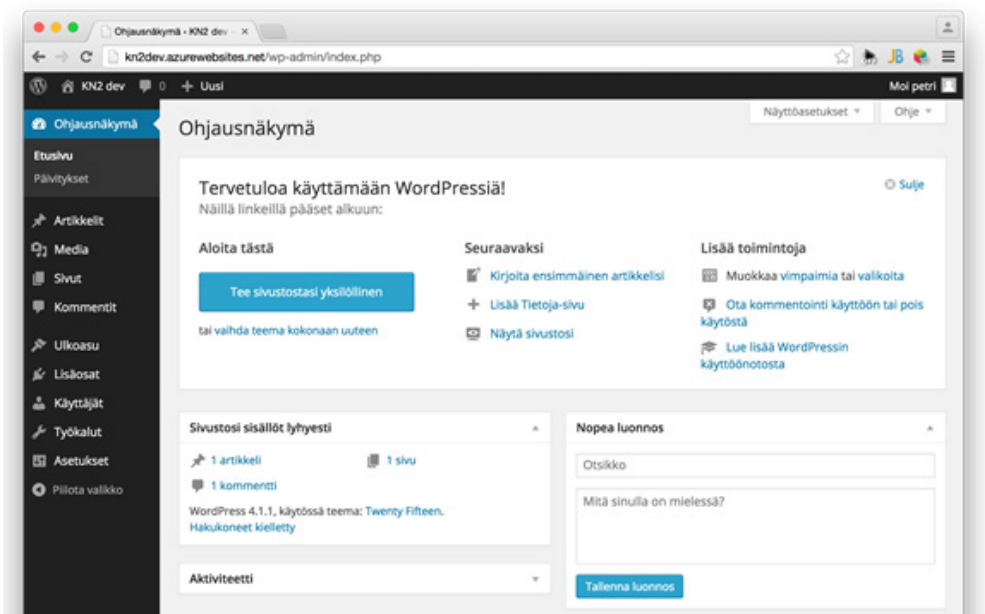 Ohjausnäkymä ‹ KN2 dev -
kn2dev.azurewebsites.net/wp-admin/index.php
JB
KN2 dev 0 + Uusi Moi petri
Ohjausnäkymä
Etusivu
Päivitykset
Artikkelit
Media
Sivut
Kommentit
Ulkoasu
Lisäosat
Käyttäjät
Työkalut
Asetukset
Piilota valikko
Näyttöasetukset Ohje
Ohjausnäkymä
Tervetuloa käyttämään WordPressiä!
Sulje
Näillä linkeillä pääset alkuun:
Aloita tästä
Tee sivustostasi yksilöllinen
tai vaihda teema kokonaan uuteen
Seuraavaksi
Kirjoita ensimmäinen artikkelisi
Lisää Tietoja-sivu
Näytä sivustosi
Lisää toimintoja
Muokkaa vimpaimia tai valikoita
Ota kommentointi käyttöön tai pois
käytöstä
Lue lisää WordPressin
käyttöönotosta
Sivustosi sisällöt lyhyesti
1 artikkeli 1 sivu
1 kommentti
WordPress 4.1.1, käytössä teema: Twenty Fifteen.
Hakukoneet kielletty
Aktiviteetti
Nopea luonnos
Otsikko
Mitä sinulla on mielessä?
Tallenna luonnos